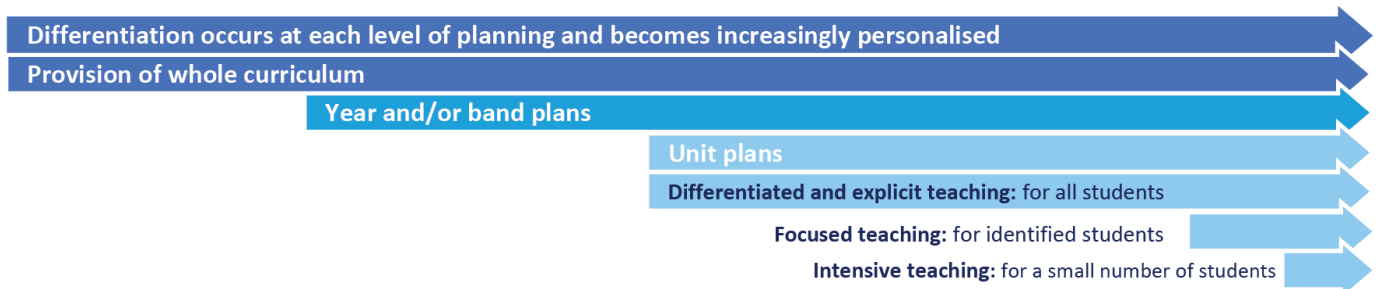 Differentiation occurs at each level of planning and becomes increasingly personalised
Provision of whole curriculum
Year and/or band plans
Unit plans
Differentiated and explicit teaching: for all students
Focused teaching: for identified students
Intensive teaching: for a small number of students